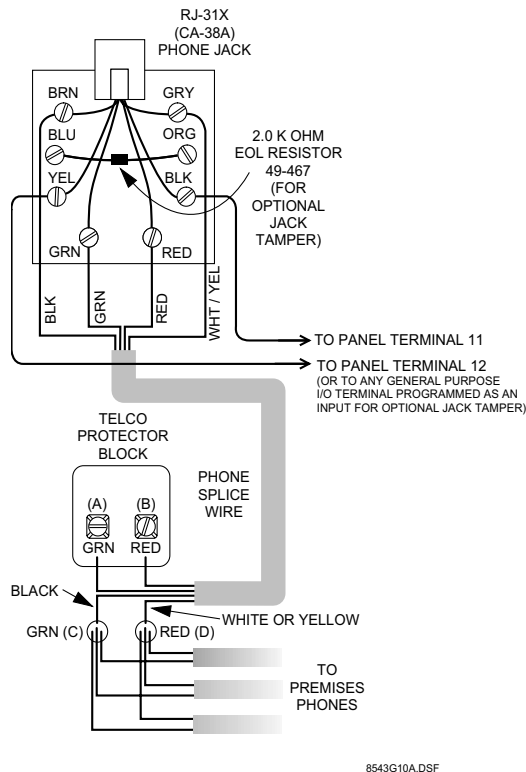 RJ-31X
(CA-38A)
PHONE JACK
BRN
GRY
BLU
ORG
YEL
BLK
GRN
RED
2.0 K OHM
EOL RESISTOR
49-467
(FOR
OPTIONAL
JACK
TAMPER)
BLK
GRN
RED
WHT / YEL
TO PANEL TERMINAL 11
TO PANEL TERMINAL 12
(OR TO ANY GENERAL PURPOSE
I/O TERMINAL PROGRAMMED AS AN
INPUT FOR OPTIONAL JACK TAMPER)
TELCO
PROTECTOR
BLOCK
(A)
(B)
GRN
RED
PHONE
SPLICE
WIRE
BLACK
WHITE OR YELLOW
GRN (C)
RED (D)
TO
PREMISES
PHONES
8543G10A.DSF